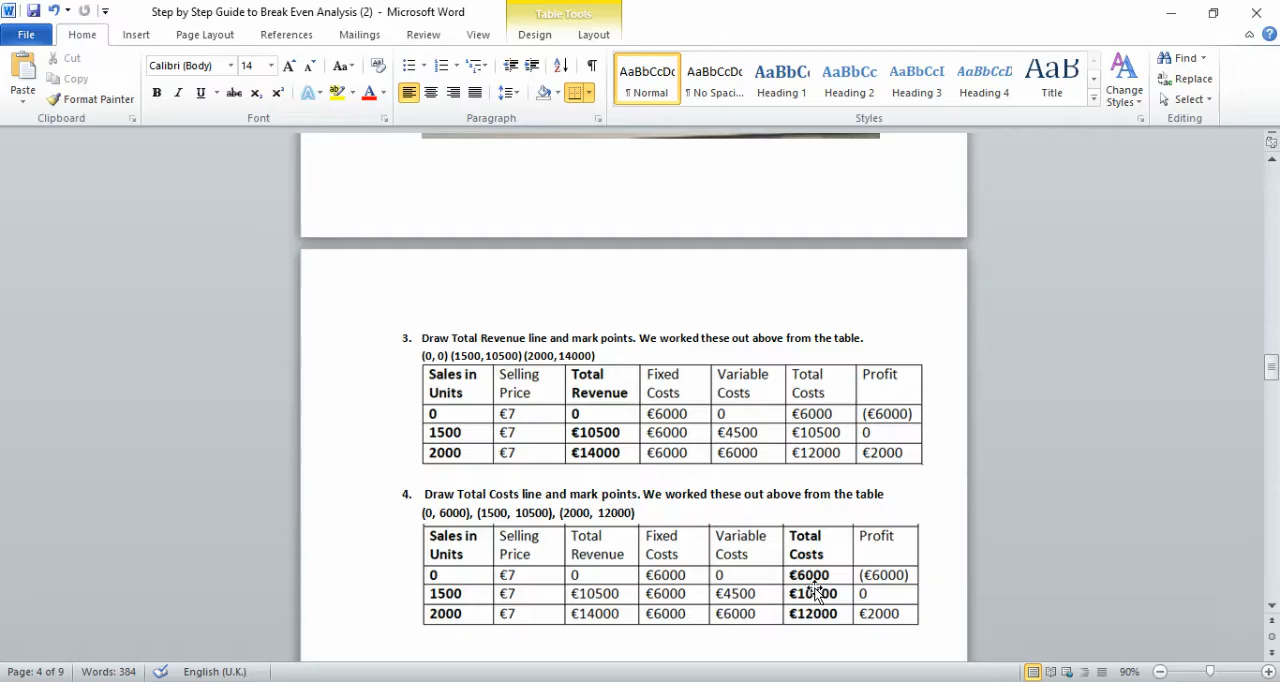 Step by Step Guide to Break Even Analysis (2) - Microsoft Word
Table Tools
File Home Insert Page Layout References Mailings Review View Design Layout
Paste
Cut
Copy
Format Painter
Clipboard
Calibri (Body) 14
Font
Paragraph
AaBbCcDc AaBbCcDc AaBbC AaBbCc AaBbCcI AaBbCcD AaB
¶ Normal ¶ No Spaci... Heading 1 Heading 2 Heading 3 Heading 4 Title
Change
Styles
Styles
Find
Replace
Select
Editing
3. Draw Total Revenue line and mark points. We worked these out above from the table.
(0, 0) (1500,10500) (2000,14000)
Sales in Units Selling Price Total Revenue Fixed Costs Variable Costs Total Costs Profit
0 €7 0 €6000 0 €6000 (€6000)
1500 €7 €10500 €6000 €4500 €10500 0
2000 €7 €14000 €6000 €6000 €12000 €2000
4. Draw Total Costs line and mark points. We worked these out above from the table
(0, 6000), (1500, 10500), (2000, 12000)
Sales in Units Selling Price Total Revenue Fixed Costs Variable Costs Total Costs Profit
0 €7 0 €6000 0 €6000 (€6000)
1500 €7 €10500 €6000 €4500 0
2000 €7 €14000 €6000 €6000 €12000 €2000
Page: 4 of 9 Words: 384 English (U.K.) 90%